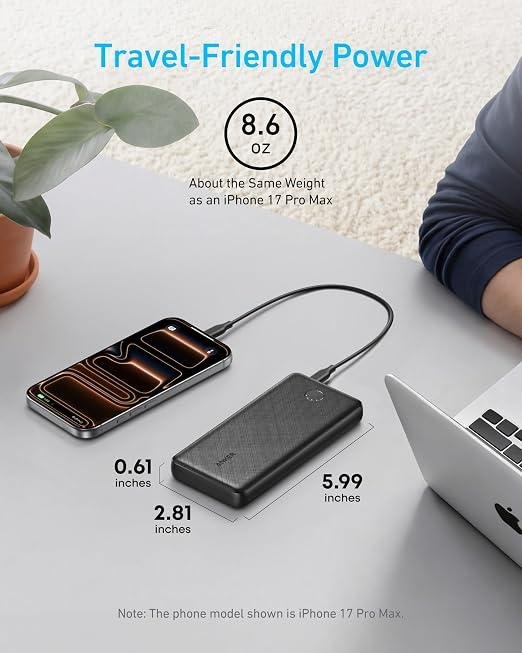 Travel-Friendly Power
8.6
OZ
About the Same Weight
as an iPhone 17 Pro Max
ANKER
0.61
inches
2.81
inches
5.99
inches
Note: The phone model shown is iPhone 17 Pro Max.